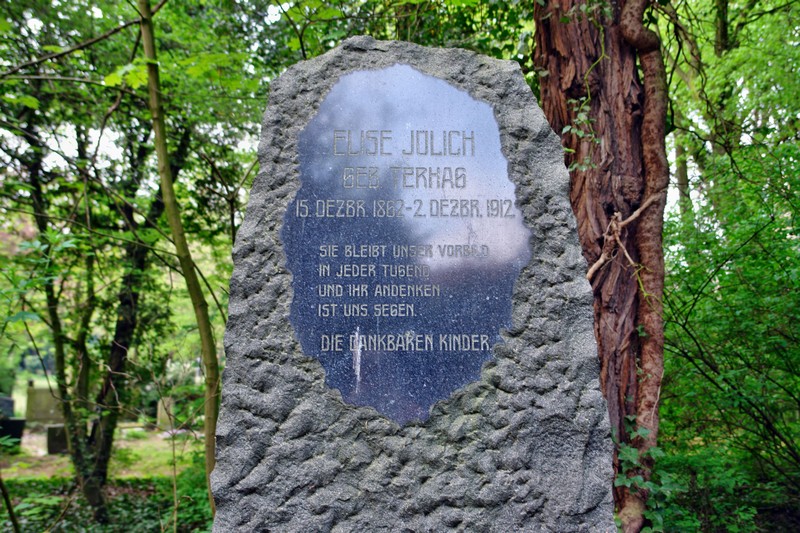 ELISE JÜLICH
GEB. TERHAG
15. DEZBR. 1862 - 2. DEZBR. 1912.
SIE BLEIBT UNSER VORBILD
IN JEDER TUGEND
UND IHR ANDENKEN
IST UNS SEGEN.
DIE DANKBAREN KINDER.